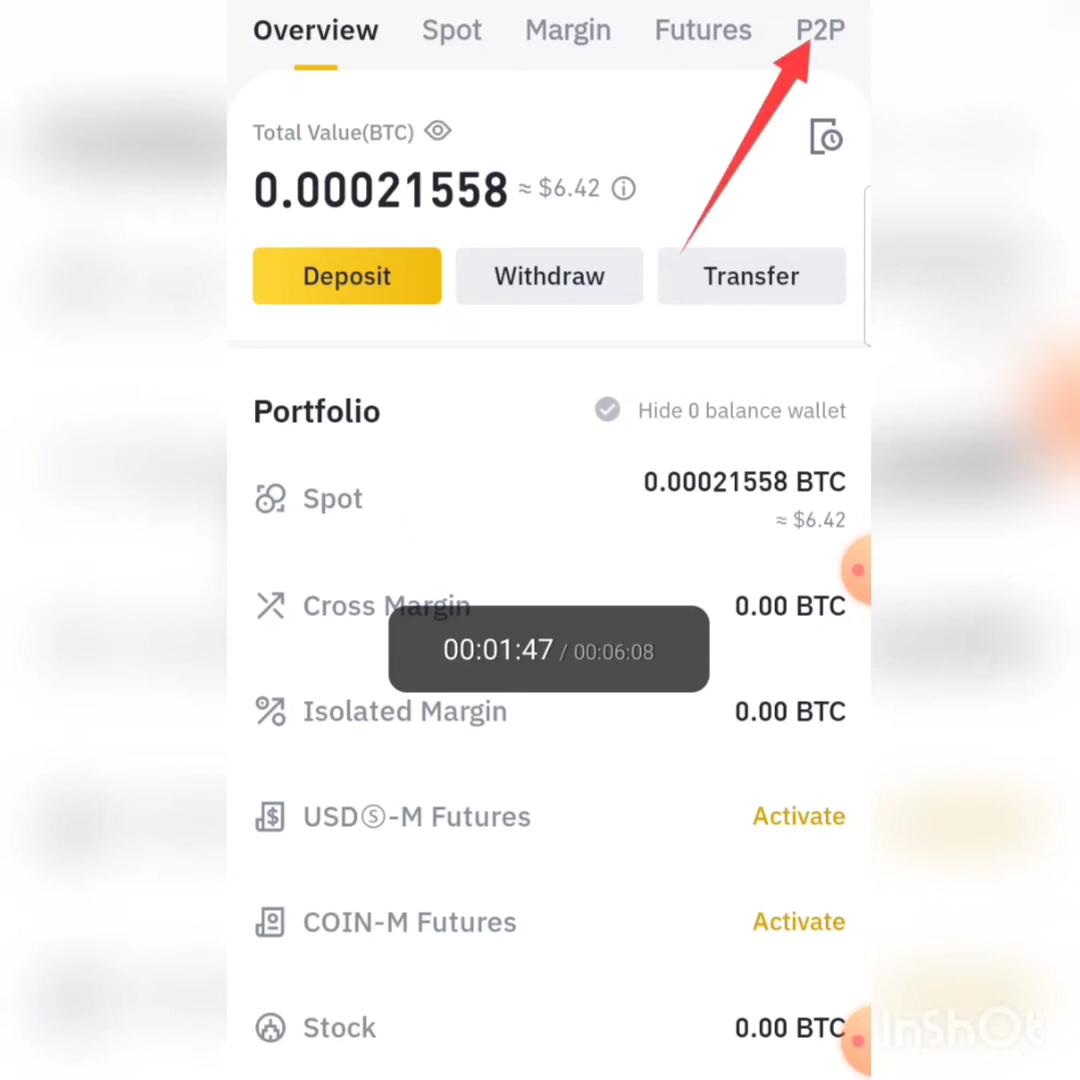 Overview Spot Margin Futures P2P
Total Value(BTC)
0.00021558 ≈ $6.42
Deposit Withdraw Transfer
Portfolio Hide 0 balance wallet
Spot 0.00021558 BTC
≈ $6.42
Cross Margin 0.00 BTC
00:01:47 / 00:06:08
Isolated Margin 0.00 BTC
USDⓈ-M Futures Activate
COIN-M Futures Activate
Stock 0.00 BTC
InShOt